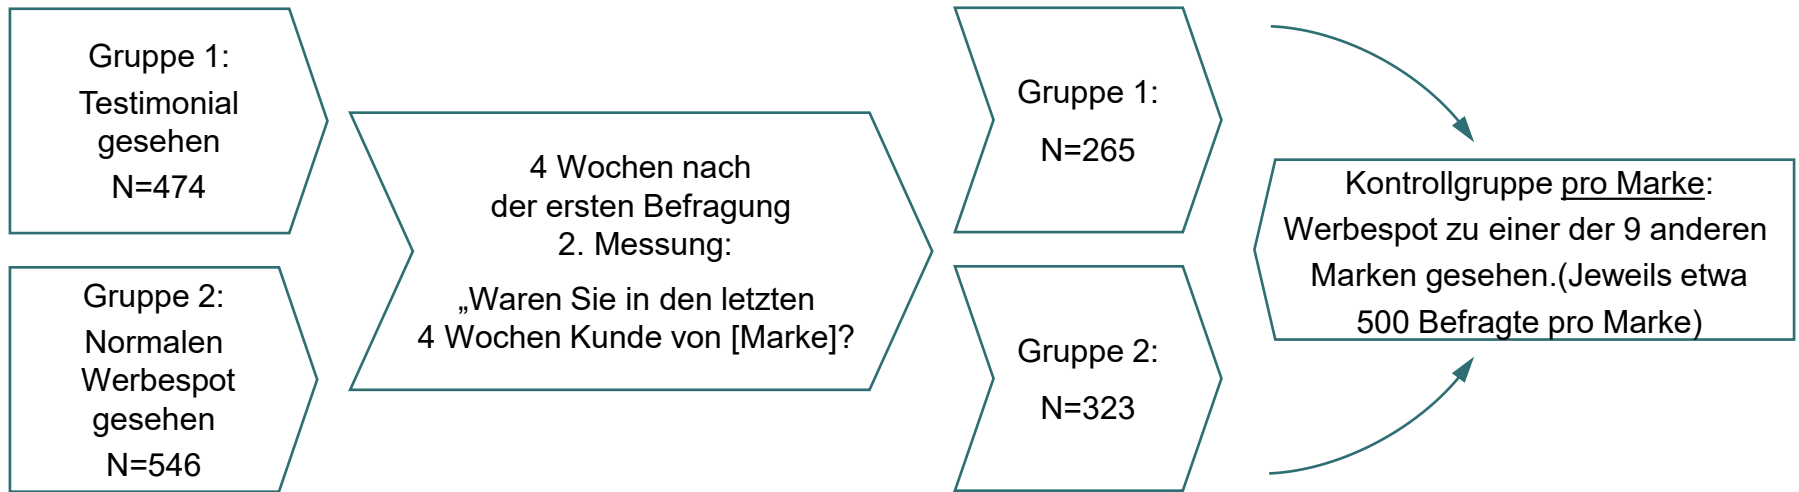 Gruppe 1:
Testimonial
gesehen
N=474
Gruppe 2:
Normalen
Werbespot
gesehen
N=546
4 Wochen nach
der ersten Befragung
2. Messung:
„Waren Sie in den letzten
4 Wochen Kunde von [Marke]?
Gruppe 1:
N=265
Gruppe 2:
N=323
Kontrollgruppe pro Marke:
Werbespot zu einer der 9 anderen
Marken gesehen.(Jeweils etwa
500 Befragte pro Marke)